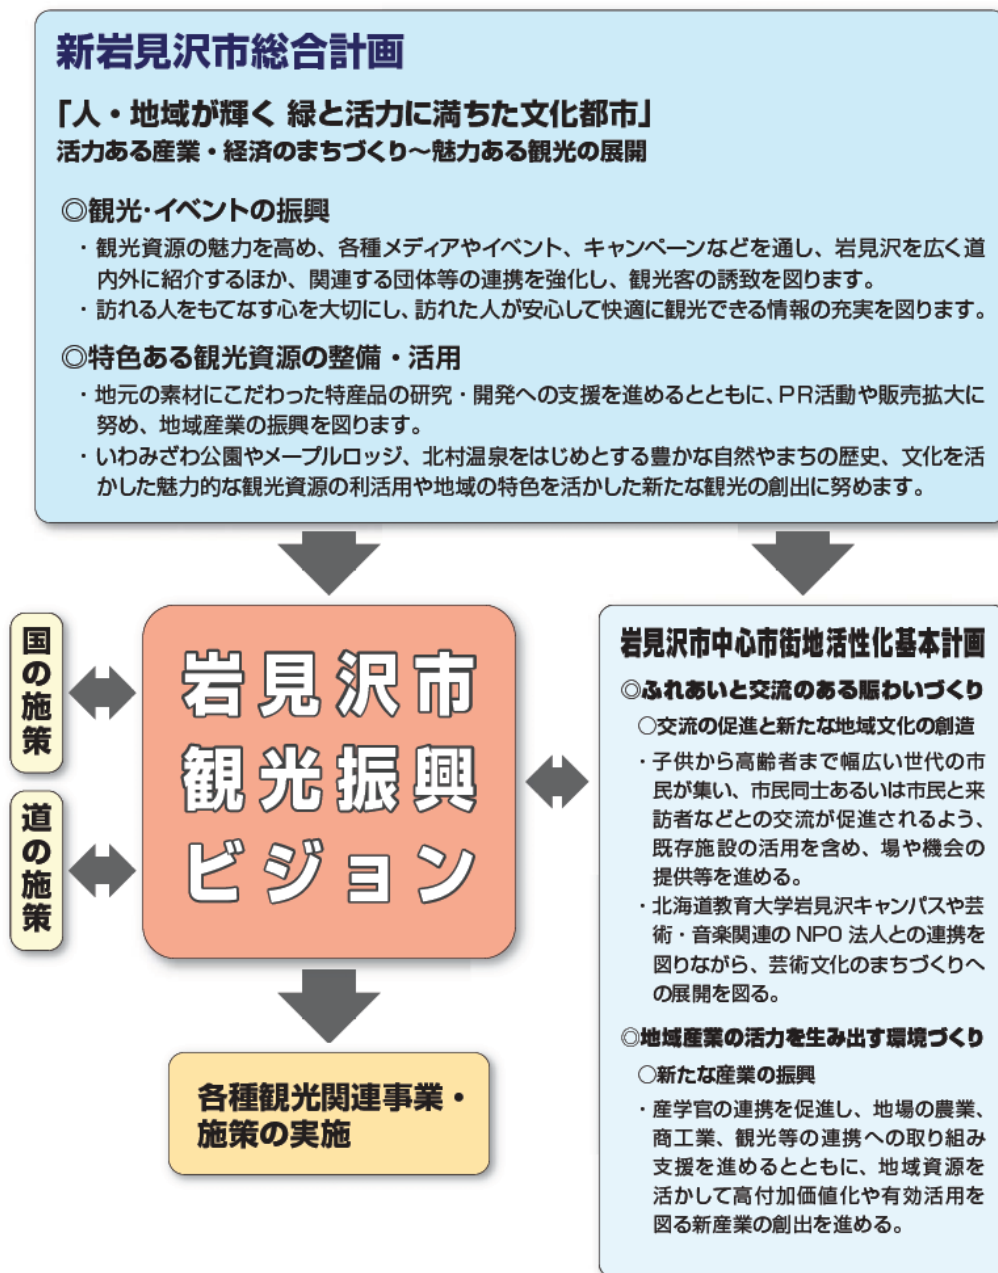 新岩見沢市総合計画
「人・地域が輝く 緑と活力に満ちた文化都市」
活力ある産業・経済のまちづくり～魅力ある観光の展開
◎観光・イベントの振興
・観光資源の魅力を高め、各種メディアやイベント、キャンペーンなどを通し、岩見沢を広く道
内外に紹介するほか、関連する団体等の連携を強化し、観光客の誘致を図ります。
・訪れる人をもてなす心を大切にし、訪れた人が安心して快適に観光できる情報の充実を図ります。
◎特色ある観光資源の整備・活用
・地元の素材にこだわった特産品の研究・開発への支援を進めるとともに、PR活動や販売拡大に
努め、地域産業の振興を図ります。
・いわみざわ公園やメープルロッジ、北村温泉をはじめとする豊かな自然やまちの歴史、文化を活
かした魅力的な観光資源の利活用や地域の特色を活かした新たな観光の創出に努めます。
国の施策
道の施策
岩見沢市
観光振興
ビジョン
各種観光関連事業・
施策の実施
岩見沢市中心市街地活性化基本計画
◎ふれあいと交流のある賑わいづくり
○交流の促進と新たな地域文化の創造
・子供から高齢者まで幅広い世代の市
民が集い、市民同士あるいは市民と来
訪者などとの交流が促進されるよう、
既存施設の活用を含め、場や機会の
提供等を進める。
・北海道教育大学岩見沢キャンパスや芸
術・音楽関連の NPO 法人との連携を
図りながら、芸術文化のまちづくりへ
の展開を図る。
◎地域産業の活力を生み出す環境づくり
○新たな産業の振興
・産学官の連携を促進し、地場の農業、
商工業、観光等の連携への取り組み
支援を進めるとともに、地域資源を
活かして高付加価値化や有効活用を
図る新産業の創出を進める。